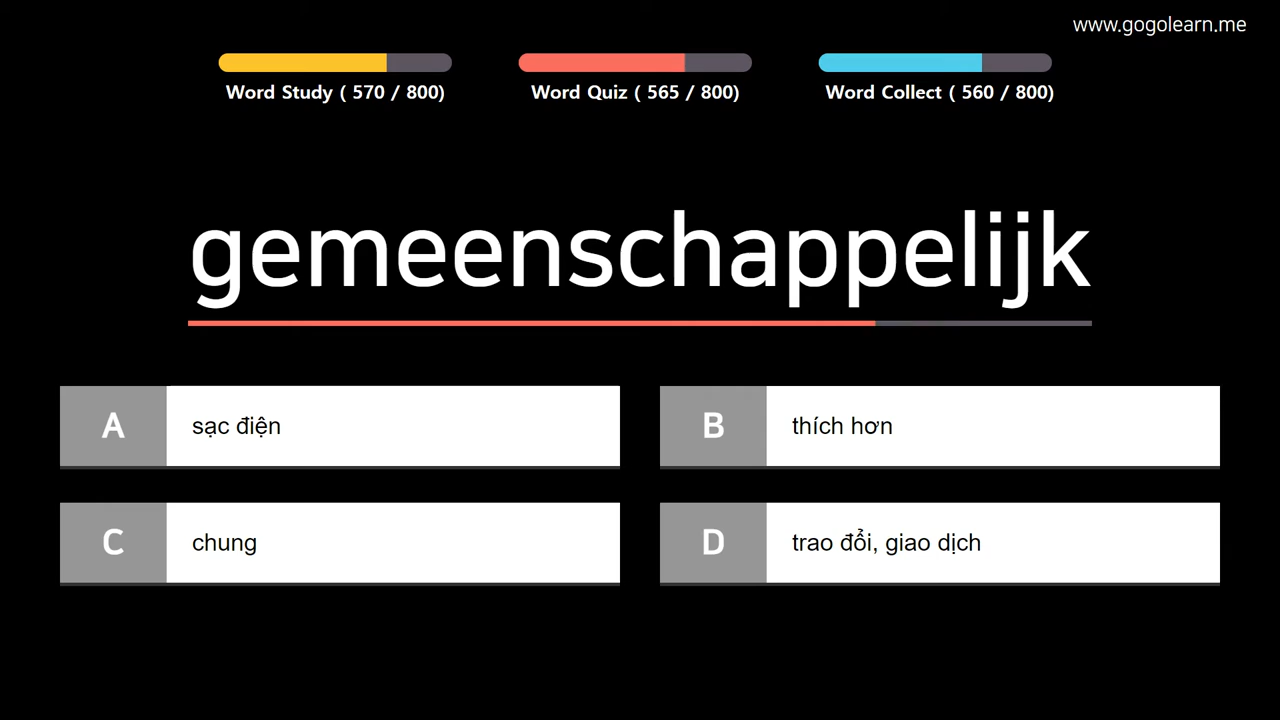 www.gogolearn.me
Word Study ( 570 / 800)
Word Quiz ( 565 / 800)
Word Collect ( 560 / 800)
gemeenschappelijk
A sạc điện
B thích hơn
C chung
D trao đổi, giao dịch